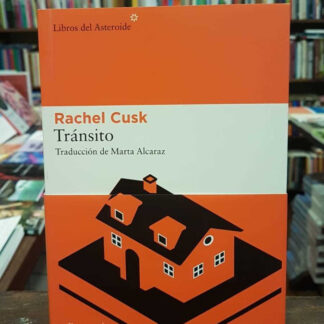 Libros del Asteroide
Rachel Cusk
Tránsito
Traducción de Marta Alcaraz